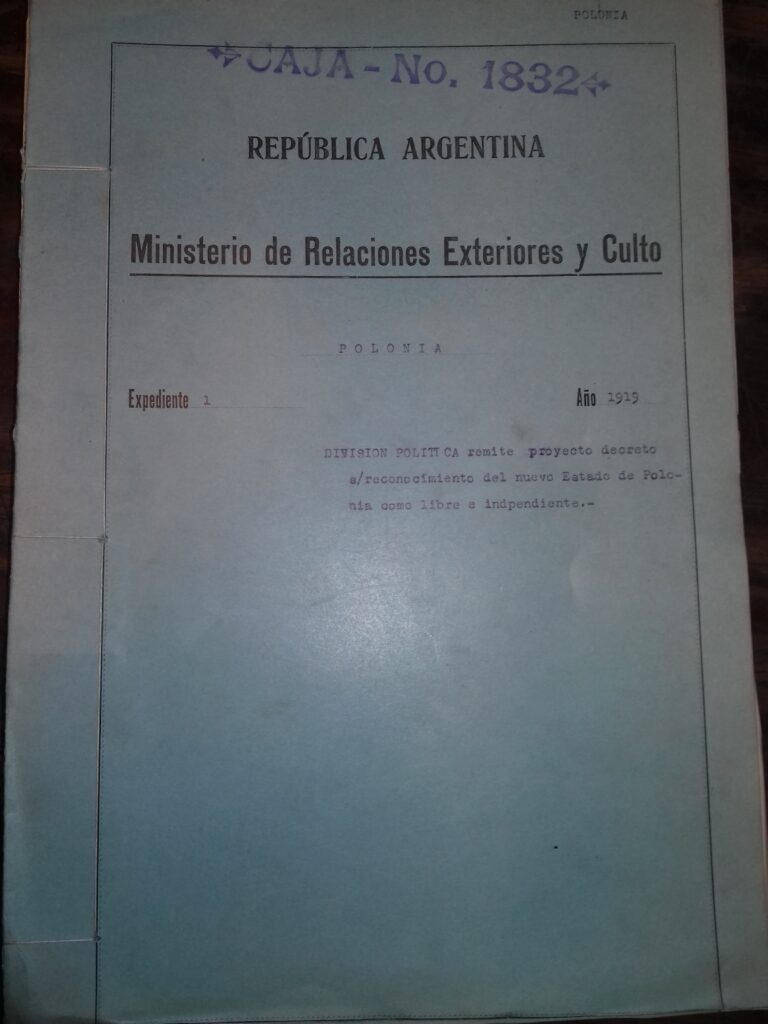 POLONIA
CAJA - No. 1832
REPÚBLICA ARGENTINA
Ministerio de Relaciones Exteriores y Culto
POLONIA
Expediente 1 Año 1919
DIVISION POLITICA remite proyecto decreto
s/reconocimiento del nuevo Estado de Polo-
nia como libre e indpendiente.-